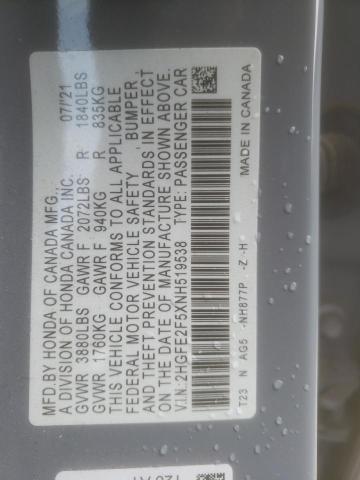 MFD. BY HONDA OF CANADA MFG., 07/'21
A DIVISION OF HONDA CANADA INC.
GVWR 3880LBS GAWR F 2072LBS R 1840LBS
GVWR 1760KG GAWR F 940KG R 835KG
THIS VEHICLE CONFORMS TO ALL APPLICABLE
FEDERAL MOTOR VEHICLE SAFETY, BUMPER,
AND THEFT PREVENTION STANDARDS IN EFFECT
ON THE DATE OF MANUFACTURE SHOWN ABOVE.
V.I.N.:2HGFE2F5XNH519538 TYPE: PASSENGER CAR
T23 N AG5 -NH877P -Z -H MADE IN CANADA